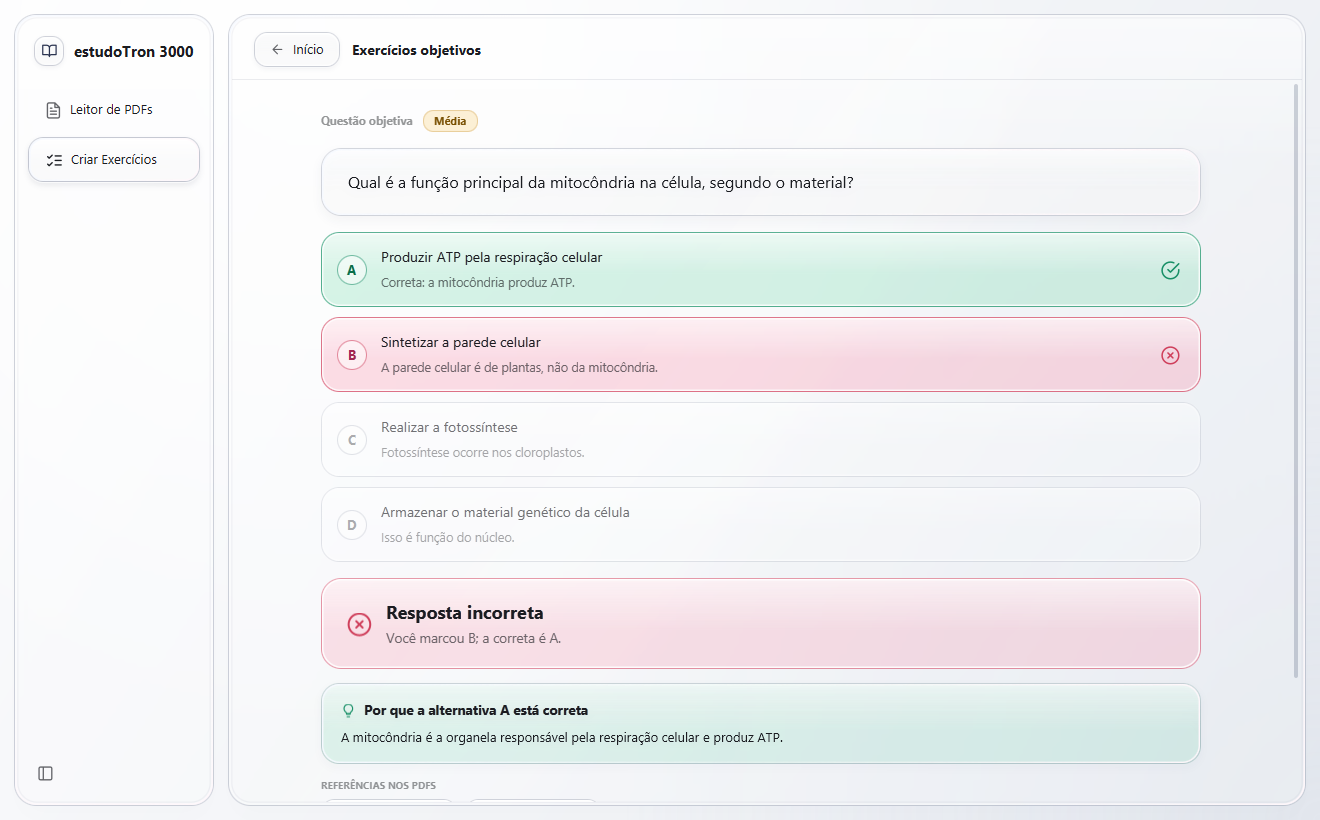 estudoTron 3000
Leitor de PDFs
Criar Exercícios
Início
Exercícios objetivos
Questão objetiva
Média
Qual é a função principal da mitocôndria na célula, segundo o material?
A
Produzir ATP pela respiração celular
Correta: a mitocôndria produz ATP.
B
Sintetizar a parede celular
A parede celular é de plantas, não da mitocôndria.
C
Realizar a fotossíntese
Fotossíntese ocorre nos cloroplastos.
D
Armazenar o material genético da célula
Isso é função do núcleo.
Resposta incorreta
Você marcou B; a correta é A.
Por que a alternativa A está correta
A mitocôndria é a organela responsável pela respiração celular e produz ATP.
REFERÊNCIAS NOS PDFS